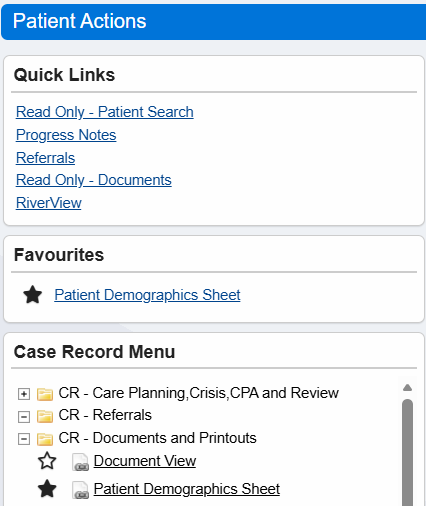 Patient Actions
Quick Links
Read Only - Patient Search
Progress Notes
Referrals
Read Only - Documents
RiverView
Favourites
Patient Demographics Sheet
Case Record Menu
CR - Care Planning,Crisis,CPA and Review
CR - Referrals
CR - Documents and Printouts
Document View
Patient Demographics Sheet